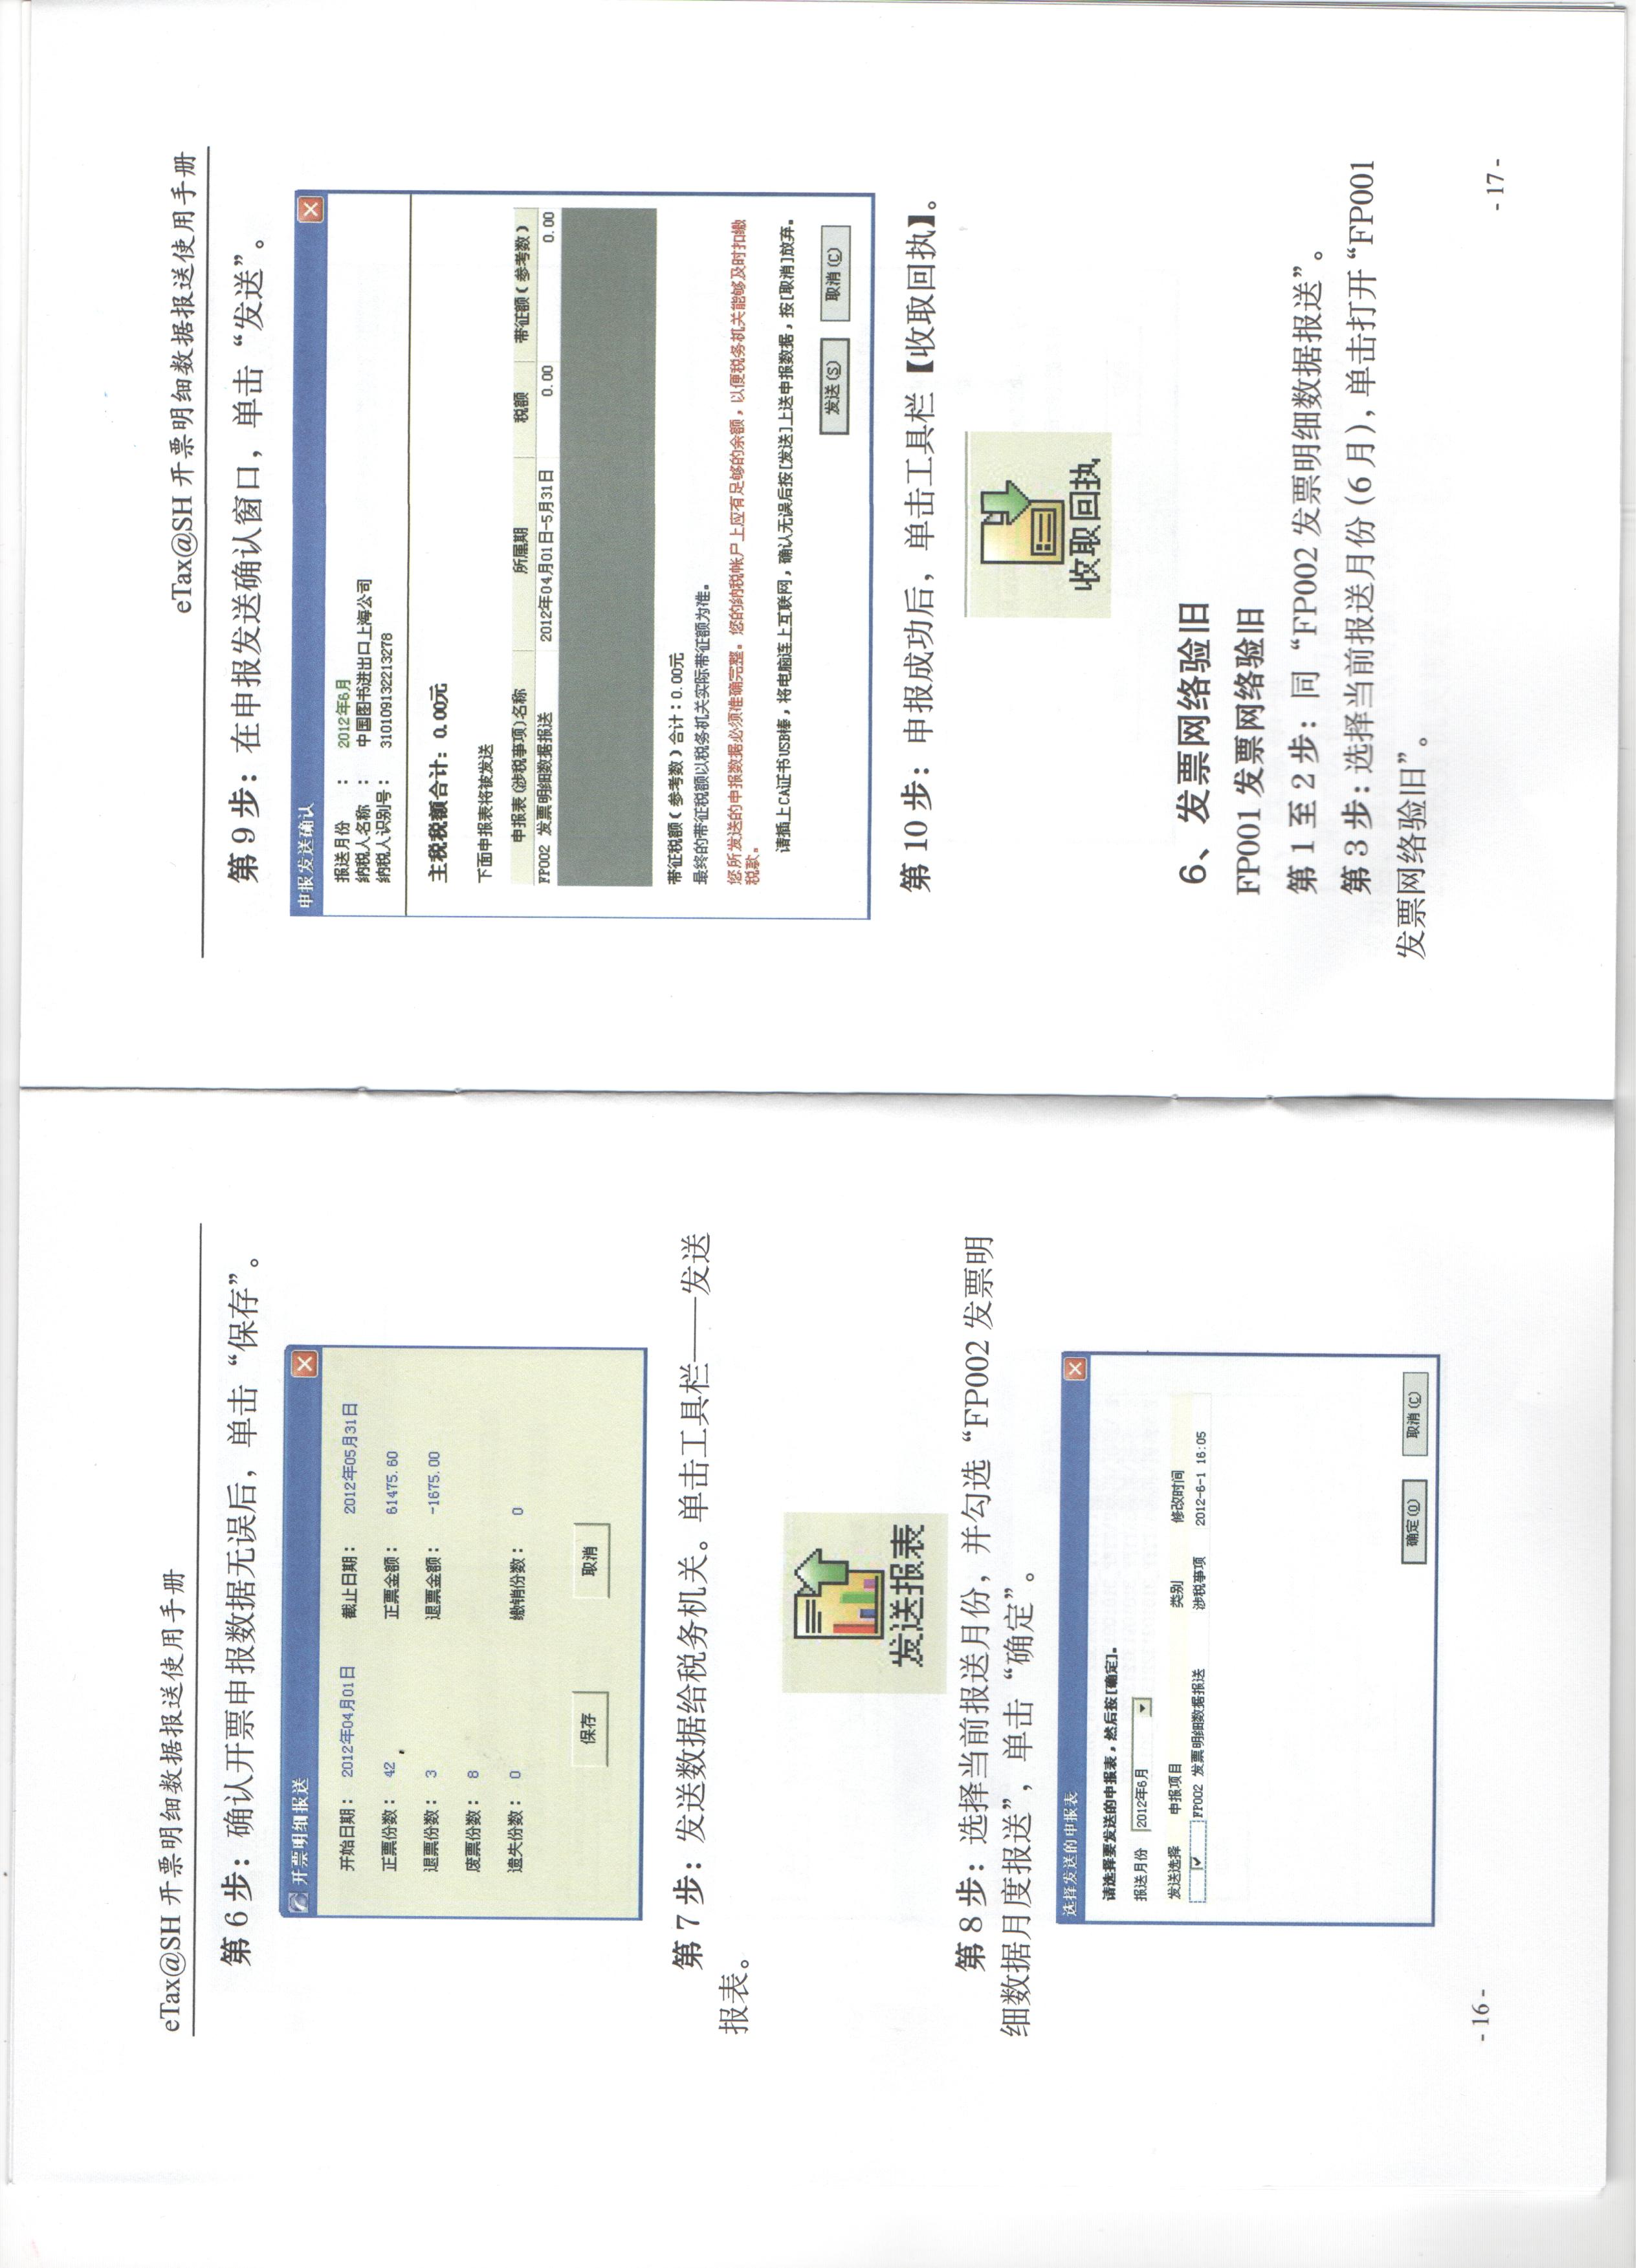 eTax@SH 开票明细数据报送使用手册
第 6 步：确认开票申报数据无误后，单击“保存”。
开票明细报送
开始日期： 2012年04月01日 截止日期： 2012年05月31日
正票份数： 42 正票金额： 61475.60
退票份数： 3 退票金额： -1675.00
废票份数： 8
遗失份数： 0 缴销份数： 0
保存 取消
第 7 步：发送数据给税务机关。单击工具栏——发送
报表。
发送报表
第 8 步：选择当前报送月份，并勾选“FP002 发票明
细数据月度报送”，单击“确定”。
选择发送的申报表
请选择要发送的申报表，然后按[确定]。
报送月份 2012年6月
发送选择 申报项目 类别 修改时间
FP002 发票明细数据报送 涉税事项 2012-6-1 16:05
确定(O) 取消(C)
- 16 -
eTax@SH 开票明细数据报送使用手册
第 9 步：在申报发送确认窗口，单击“发送”。
申报发送确认
报送月份 ： 2012年6月
纳税人名称 ： 中国图书进出口上海公司
纳税人识别号： 310109132213278
主税税额合计：0.00元
下面申报表将被发送
申报表(涉税事项)名称 所属期 税额 带征额(参考数)
FP002 发票明细数据报送 2012年04月01日-5月31日 0.00 0.00
带征税额(参考数)合计：0.00元
最终的带征税额以税务机关实际带征额为准。
您所发送的申报数据必须准确完整。您的纳税帐户上应有足够的余额，以便税务机关能够及时扣缴
税款。
请插上CA证书USB棒，将电脑连上互联网，确认无误后按[发送]上送申报数据，按[取消]放弃。
发送(S) 取消(C)
第 10 步：申报成功后，单击工具栏【收取回执】。
收取回执
6、发票网络验旧
FP001 发票网络验旧
第 1 至 2 步：同“FP002 发票明细数据报送”。
第 3 步：选择当前报送月份(6 月)，单击打开“FP001
发票网络验旧”。
- 17 -